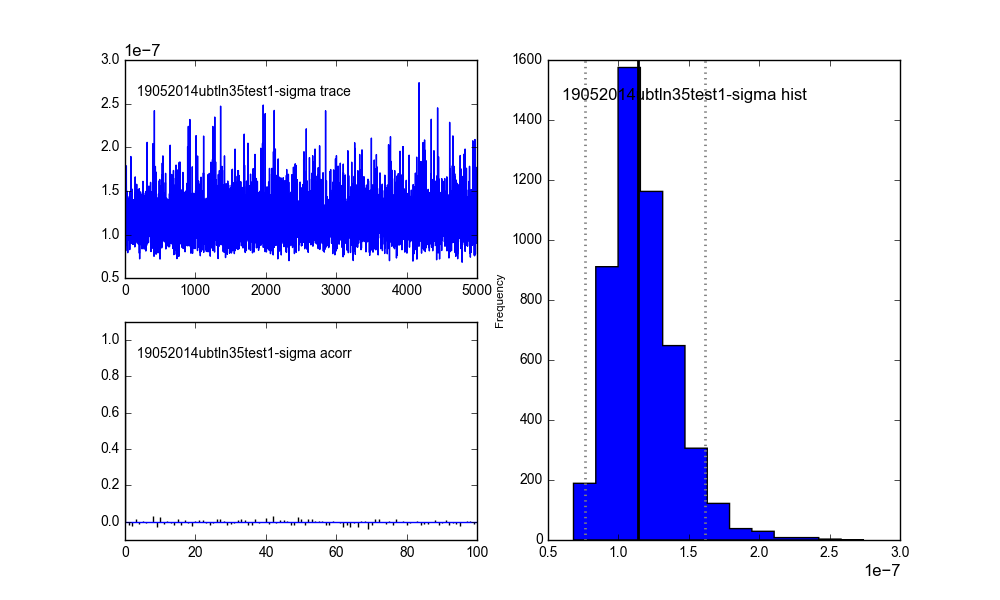 1e−7
3.0
2.5
2.0
1.5
1.0
0.5
19052014ubtln35test1-sigma trace
0 1000 2000 3000 4000 5000
1.0
0.8
0.6
0.4
0.2
0.0
19052014ubtln35test1-sigma acorr
0 20 40 60 80 100
1600
1400
1200
1000
800
600
400
200
0
Frequency
19052014ubtln35test1-sigma hist
0.5 1.0 1.5 2.0 2.5 3.0
1e−7